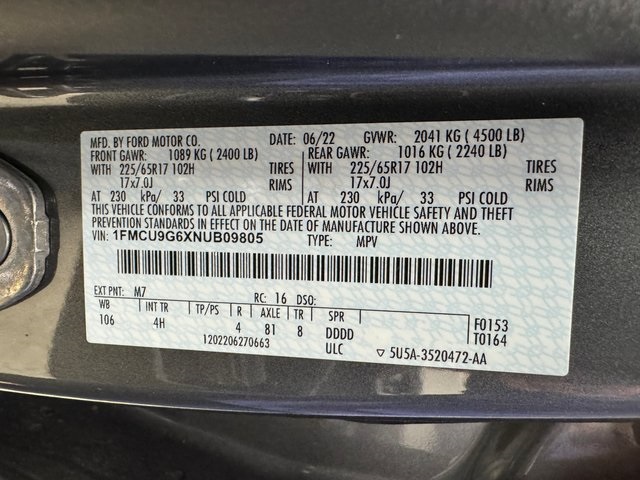 MFD. BY FORD MOTOR CO. DATE: 06/22 GVWR: 2041 KG ( 4500 LB)
FRONT GAWR: 1089 KG ( 2400 LB) REAR GAWR: 1016 KG ( 2240 LB)
WITH 225/65R17 102H TIRES WITH 225/65R17 102H TIRES
17x7.0J RIMS 17x7.0J RIMS
AT 230 kPa/ 33 PSI COLD AT 230 kPa/ 33 PSI COLD
THIS VEHICLE CONFORMS TO ALL APPLICABLE FEDERAL MOTOR VEHICLE SAFETY AND THEFT
PREVENTION STANDARDS IN EFFECT ON THE DATE OF MANUFACTURE SHOWN ABOVE.
VIN: 1FMCU9G6XNUB09805 TYPE: MPV
EXT PNT: M7 RC: 16 DSO:
WB INT TR TP/PS R AXLE TR SPR F0153
106 4H 4 81 8 DDDD T0164
1202206270663 ULC ▽ 5U5A-3520472-AA